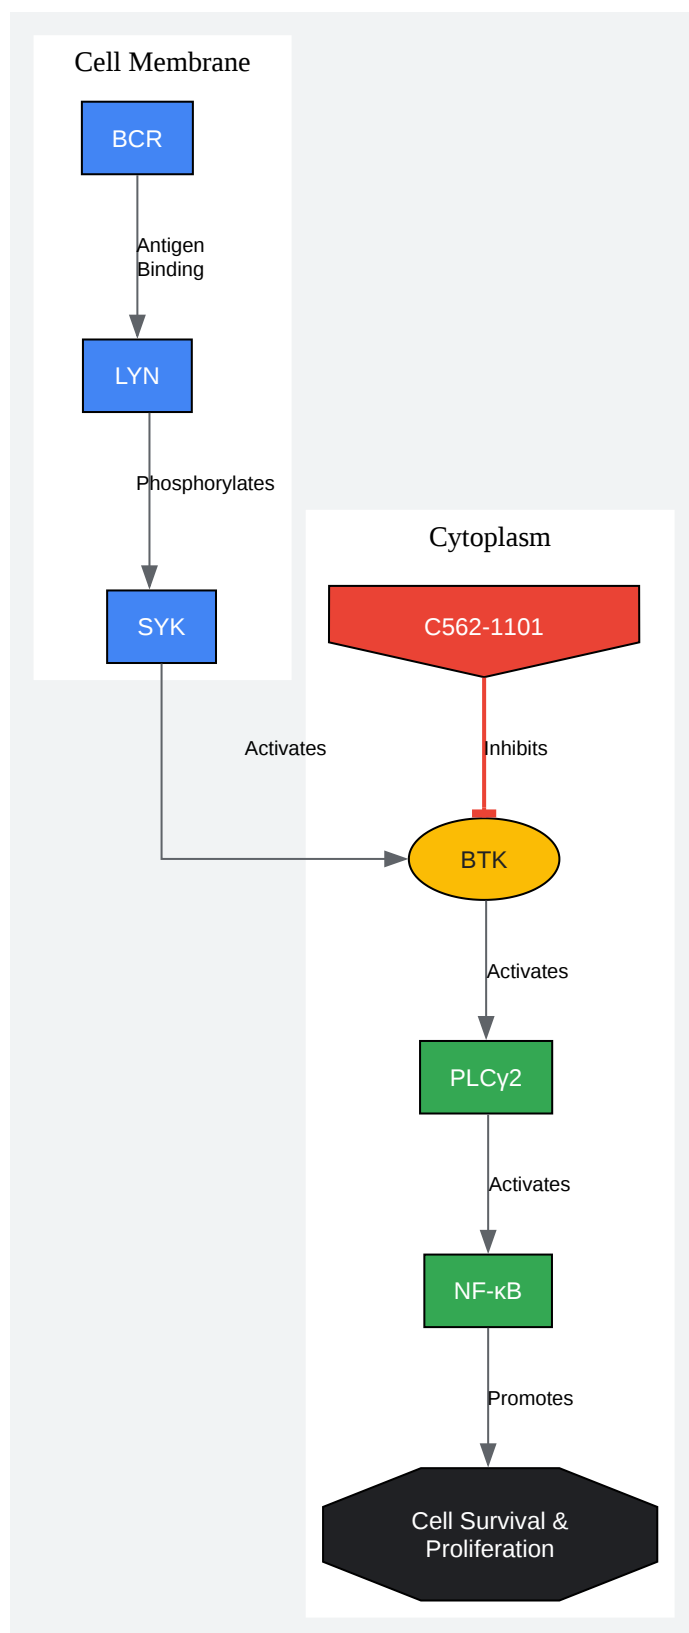 Cell Membrane
BCR
Antigen
Binding
LYN
Phosphorylates
SYK
Cytoplasm
C562-1101
Activates
Inhibits
BTK
Activates
PLCγ2
Activates
NF-κB
Promotes
Cell Survival &
Proliferation